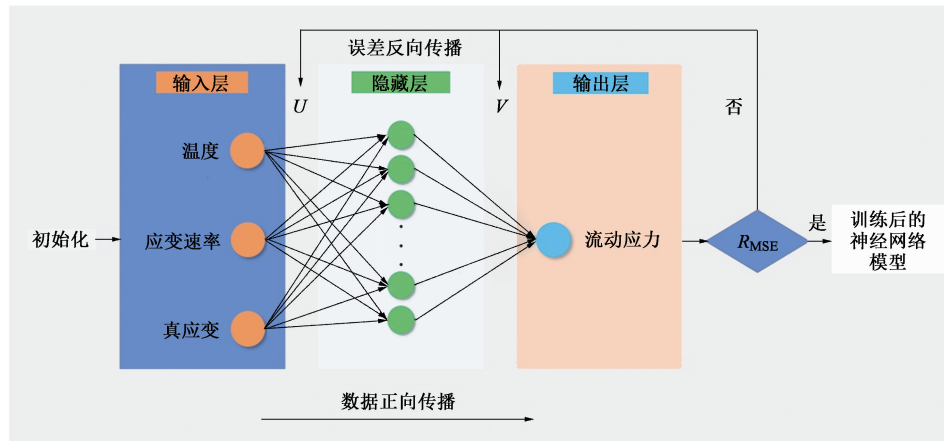 误差反向传播
输入层
隐藏层
输出层
U
V
否
温度
初始化
应变速率
流动应力
R_MSE
是
训练后的
神经网络
模型
真应变
数据正向传播